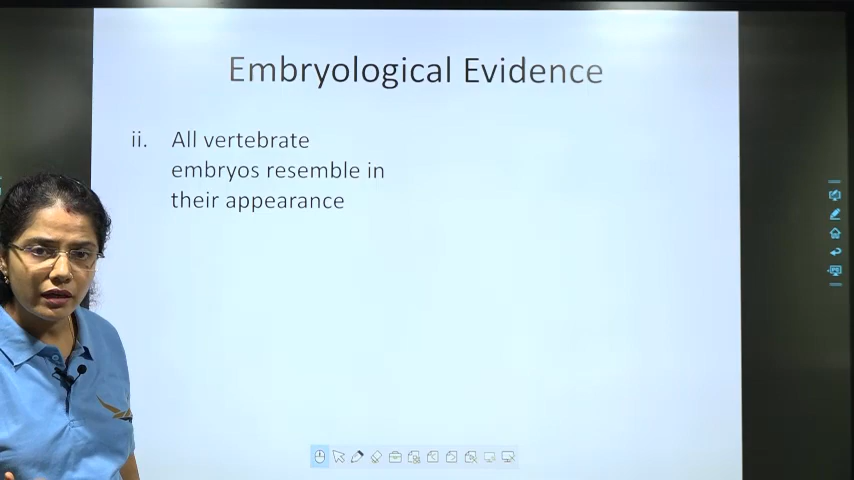 Embryological Evidence
ii. All vertebrate
embryos resemble in
their appearance